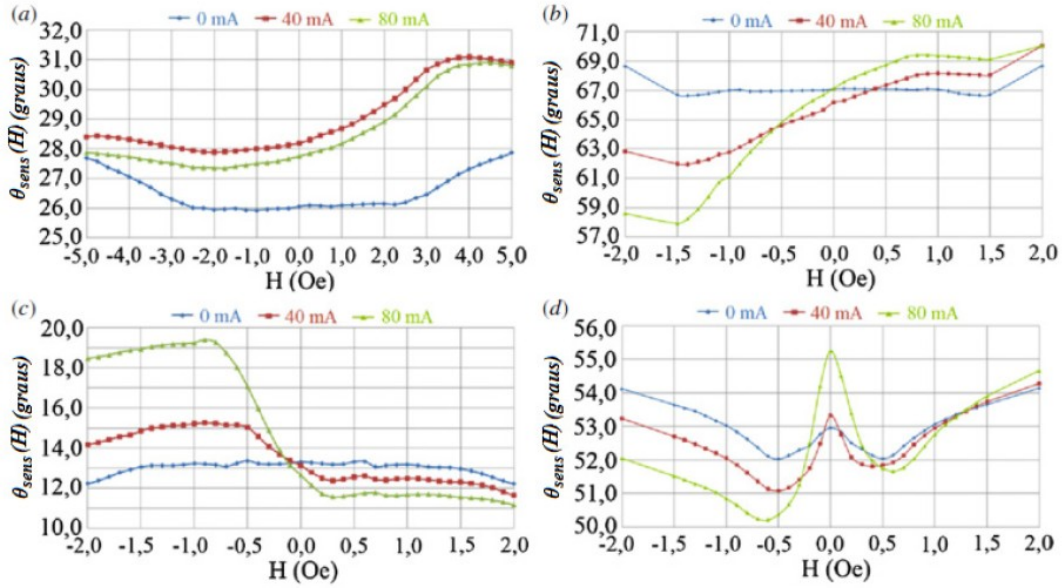 (a) 0 mA 40 mA 80 mA
32,0
31,0
30,0
29,0
28,0
27,0
26,0
25,0
θsens (H) (graus)
-5,0 -4,0 -3,0 -2,0 -1,0 0,0 1,0 2,0 3,0 4,0 5,0
H (Oe)
(b) 0 mA 40 mA 80 mA
71,0
69,0
67,0
65,0
63,0
61,0
59,0
57,0
θsens (H) (graus)
-2,0 -1,5 -1,0 -0,5 0,0 0,5 1,0 1,5 2,0
H (Oe)
(c) 0 mA 40 mA 80 mA
20,0
18,0
16,0
14,0
12,0
10,0
θsens (H) (graus)
-2,0 -1,5 -1,0 -0,5 0,0 0,5 1,0 1,5 2,0
H (Oe)
(d) 0 mA 40 mA 80 mA
56,0
55,0
54,0
53,0
52,0
51,0
50,0
θsens (H) (graus)
-2,0 -1,5 -1,0 -0,5 0,0 0,5 1,0 1,5 2,0
H (Oe)